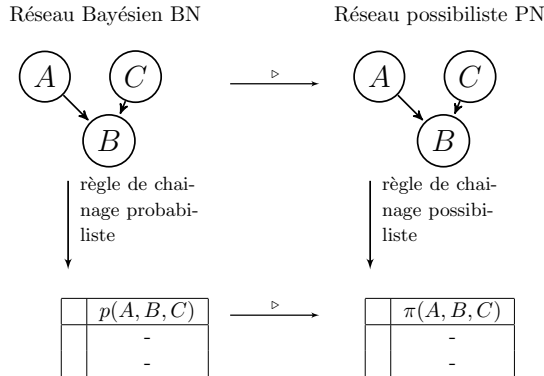 Réseau Bayésien BN
Réseau possibiliste PN
A
C
▷
A
C
B
B
règle de chai-
nage probabi-
liste
règle de chai-
nage possibi-
liste
p(A, B, C)
▷
π(A, B, C)
-
-
-
-